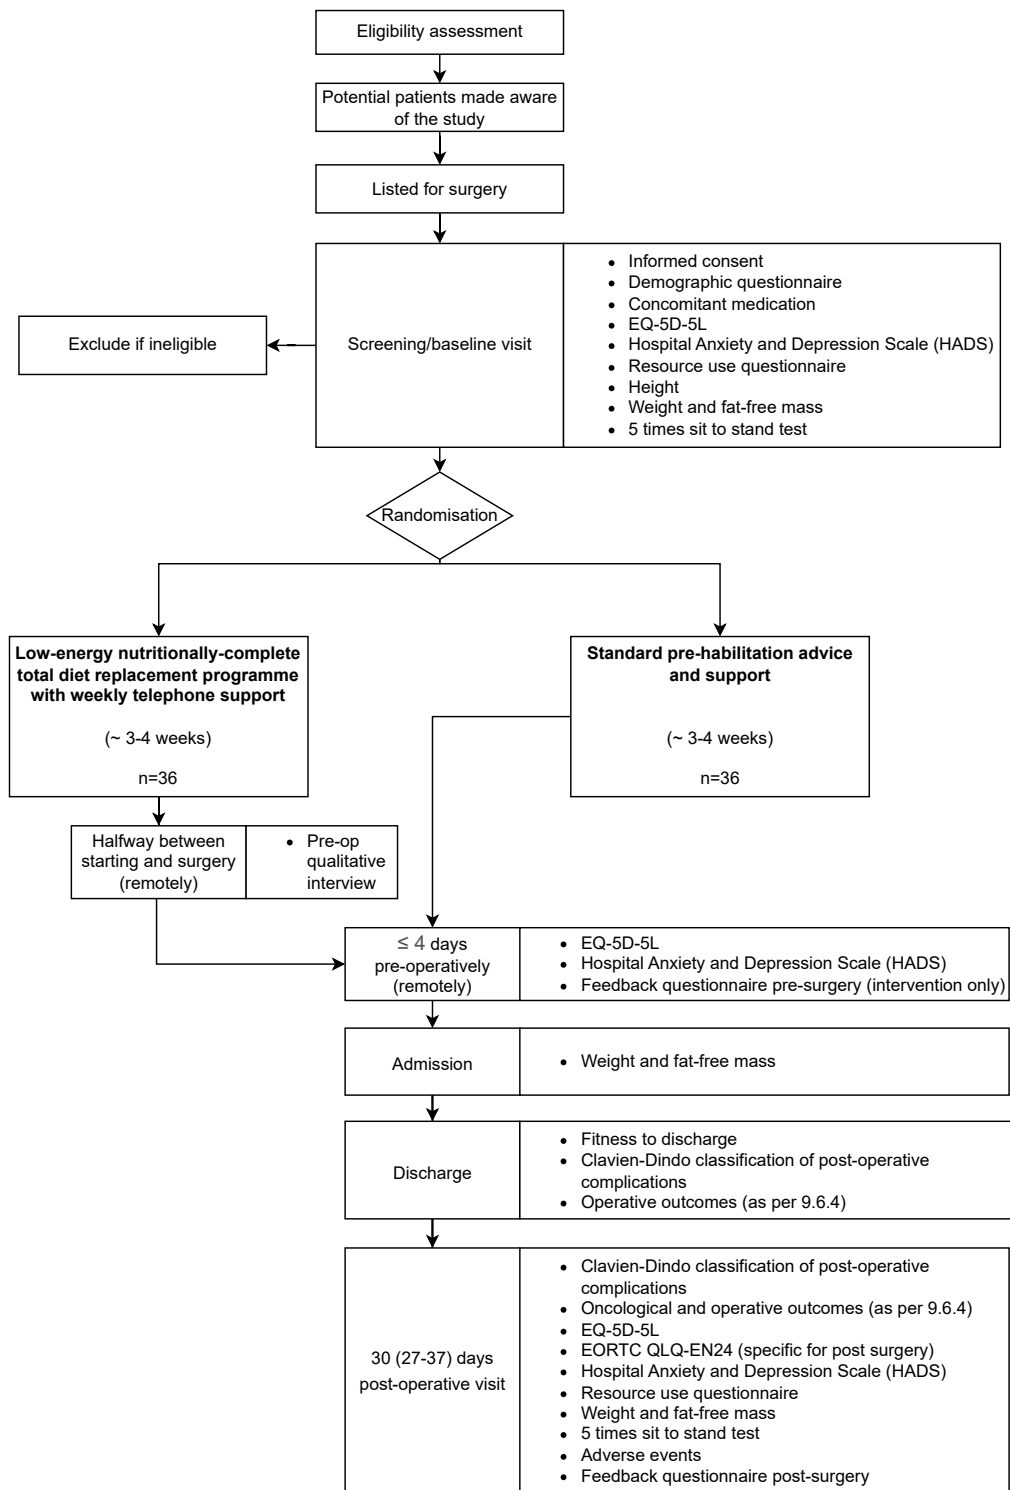 Eligibility assessment
Potential patients made aware
of the study
Listed for surgery
Screening/baseline visit
• Informed consent
• Demographic questionnaire
• Concomitant medication
• EQ-5D-5L
• Hospital Anxiety and Depression Scale (HADS)
• Resource use questionnaire
• Height
• Weight and fat-free mass
• 5 times sit to stand test
Exclude if ineligible
Randomisation
Low-energy nutritionally-complete
total diet replacement programme
with weekly telephone support
(~ 3-4 weeks)
n=36
Standard pre-habilitation advice
and support
(~ 3-4 weeks)
n=36
Halfway between
starting and surgery
(remotely)
• Pre-op
qualitative
interview
≤ 4 days
pre-operatively
(remotely)
• EQ-5D-5L
• Hospital Anxiety and Depression Scale (HADS)
• Feedback questionnaire pre-surgery (intervention only)
Admission
• Weight and fat-free mass
Discharge
• Fitness to discharge
• Clavien-Dindo classification of post-operative
complications
• Operative outcomes (as per 9.6.4)
30 (27-37) days
post-operative visit
• Clavien-Dindo classification of post-operative
complications
• Oncological and operative outcomes (as per 9.6.4)
• EQ-5D-5L
• EORTC QLQ-EN24 (specific for post surgery)
• Hospital Anxiety and Depression Scale (HADS)
• Resource use questionnaire
• Weight and fat-free mass
• 5 times sit to stand test
• Adverse events
• Feedback questionnaire post-surgery